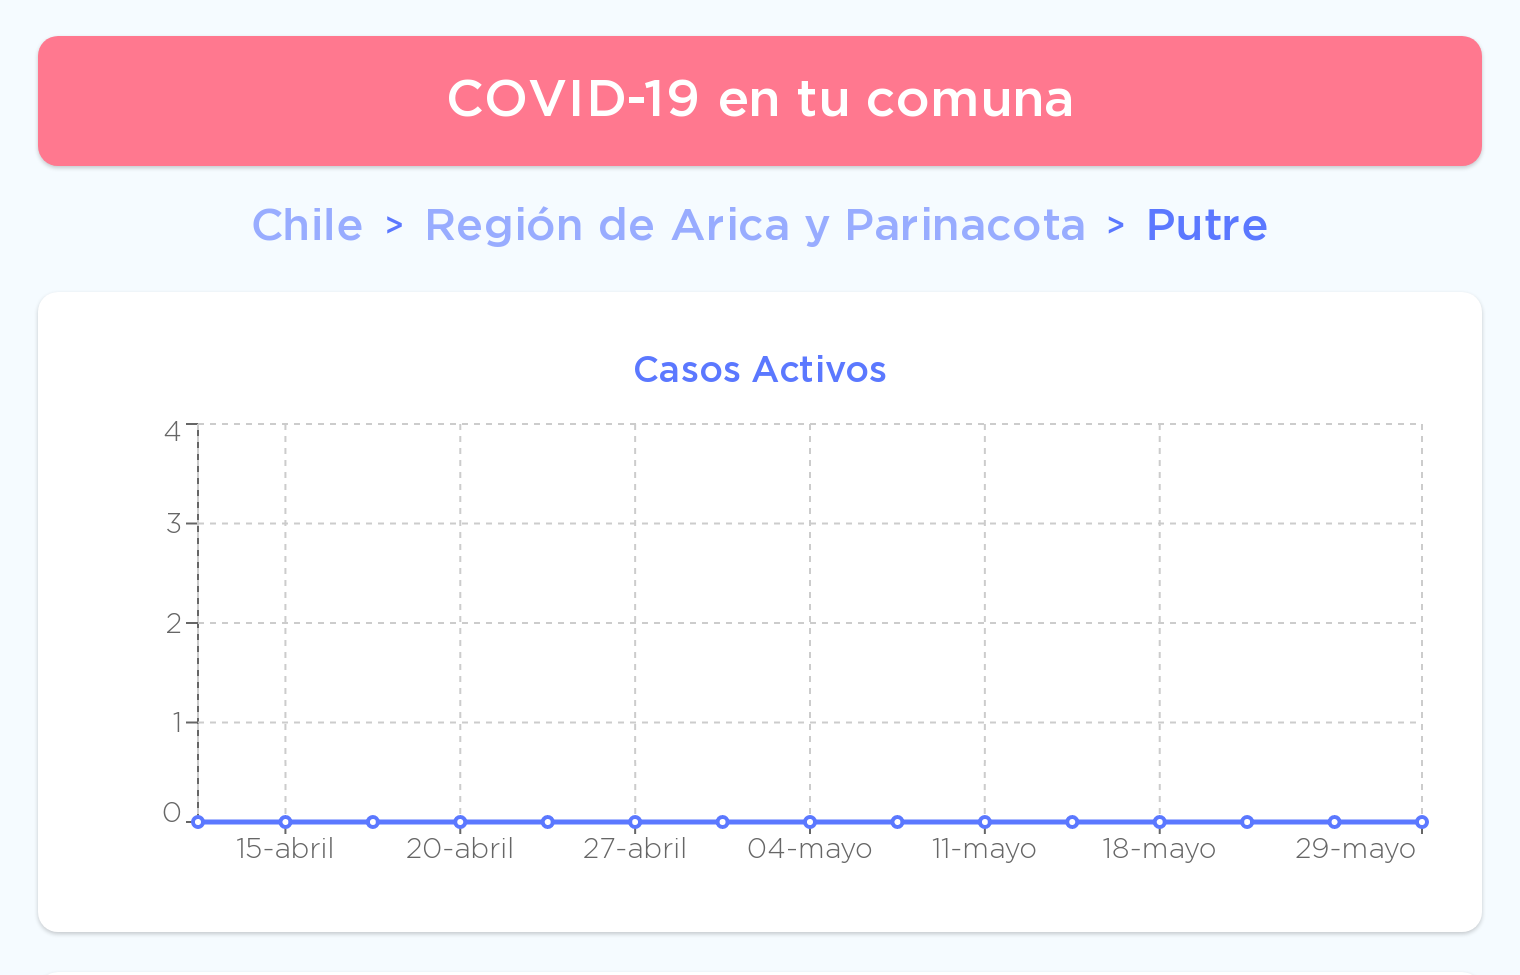 COVID-19 en tu comuna
Chile > Región de Arica y Parinacota > Putre
Casos Activos
4
3
2
1
0
15-abril 20-abril 27-abril 04-mayo 11-mayo 18-mayo 29-mayo